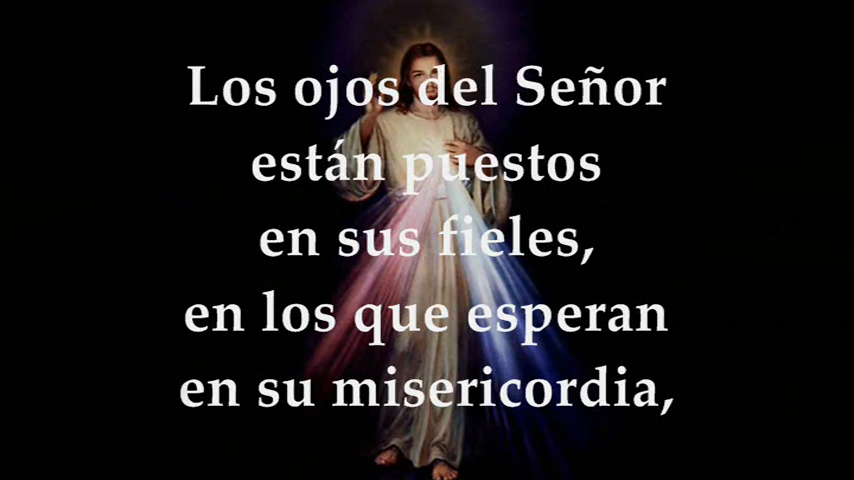 Los ojos del Señor
están puestos
en sus fieles,
en los que esperan
en su misericordia,